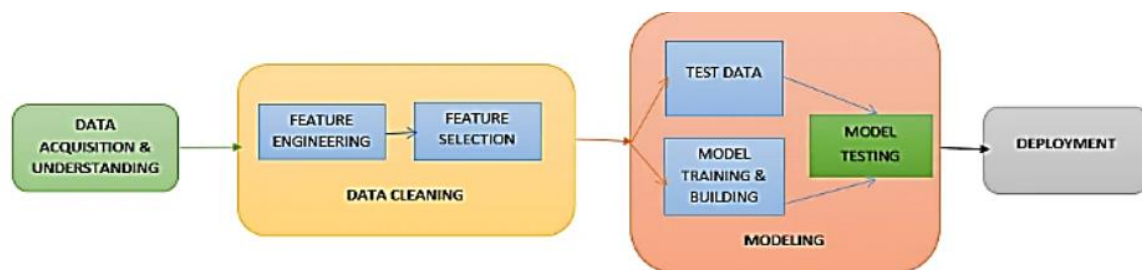 DATA
ACQUISITION &
UNDERSTANDING
FEATURE
ENGINEERING
FEATURE
SELECTION
DATA CLEANING
TEST DATA
MODEL
TRAINING &
BUILDING
MODEL
TESTING
MODELING
DEPLOYMENT